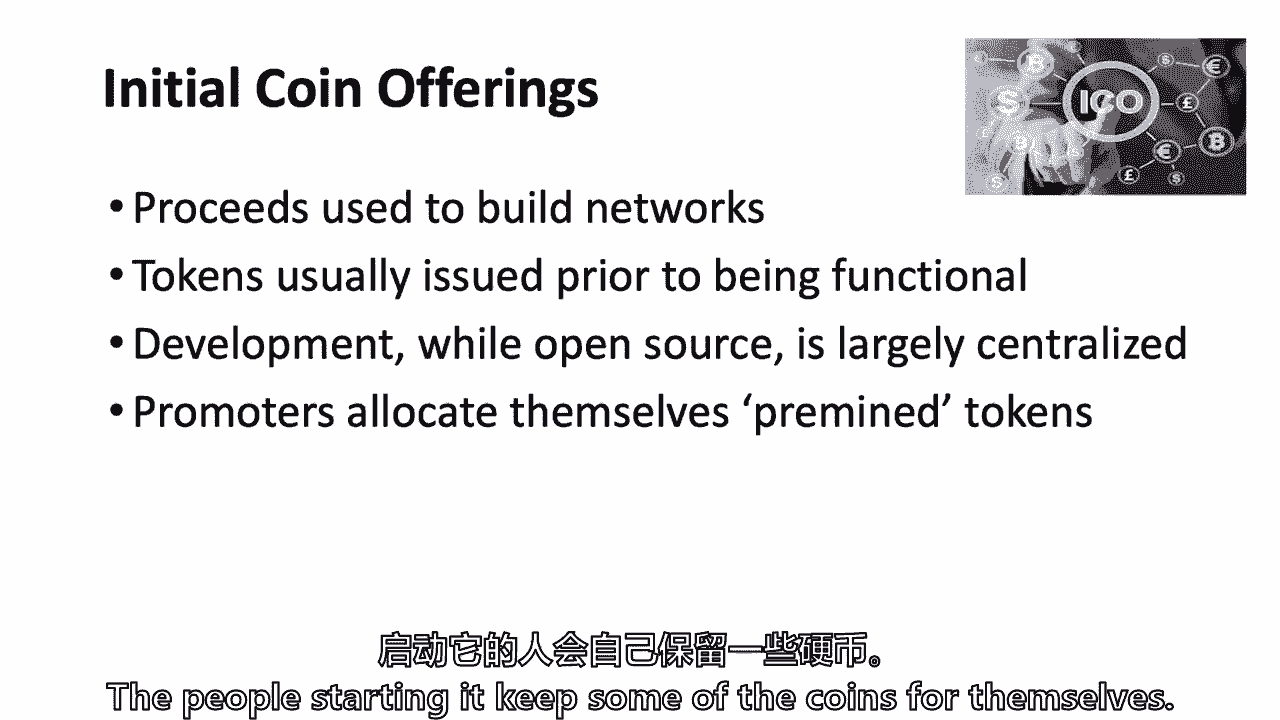 Initial Coin Offerings
ICO
• Proceeds used to build networks
• Tokens usually issued prior to being functional
• Development, while open source, is largely centralized
• Promoters allocate themselves ‘premined’ tokens
启动它的人会自己保留一些硬币。
The people starting it keep some of the coins for themselves.